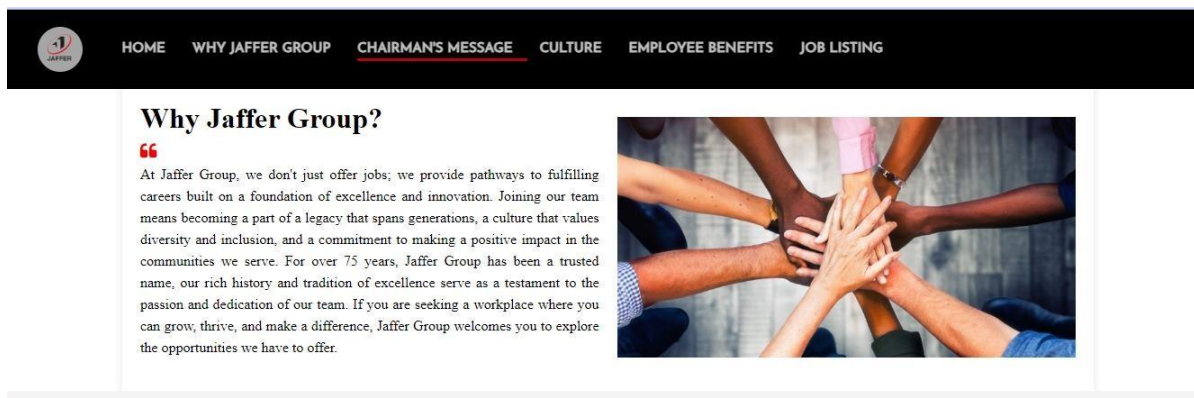 JAFFER
HOME WHY JAFFER GROUP CHAIRMAN'S MESSAGE CULTURE EMPLOYEE BENEFITS JOB LISTING
Why Jaffer Group?
At Jaffer Group, we don't just offer jobs; we provide pathways to fulfilling
careers built on a foundation of excellence and innovation. Joining our team
means becoming a part of a legacy that spans generations, a culture that values
diversity and inclusion, and a commitment to making a positive impact in the
communities we serve. For over 75 years, Jaffer Group has been a trusted
name, our rich history and tradition of excellence serve as a testament to the
passion and dedication of our team. If you are seeking a workplace where you
can grow, thrive, and make a difference, Jaffer Group welcomes you to explore
the opportunities we have to offer.